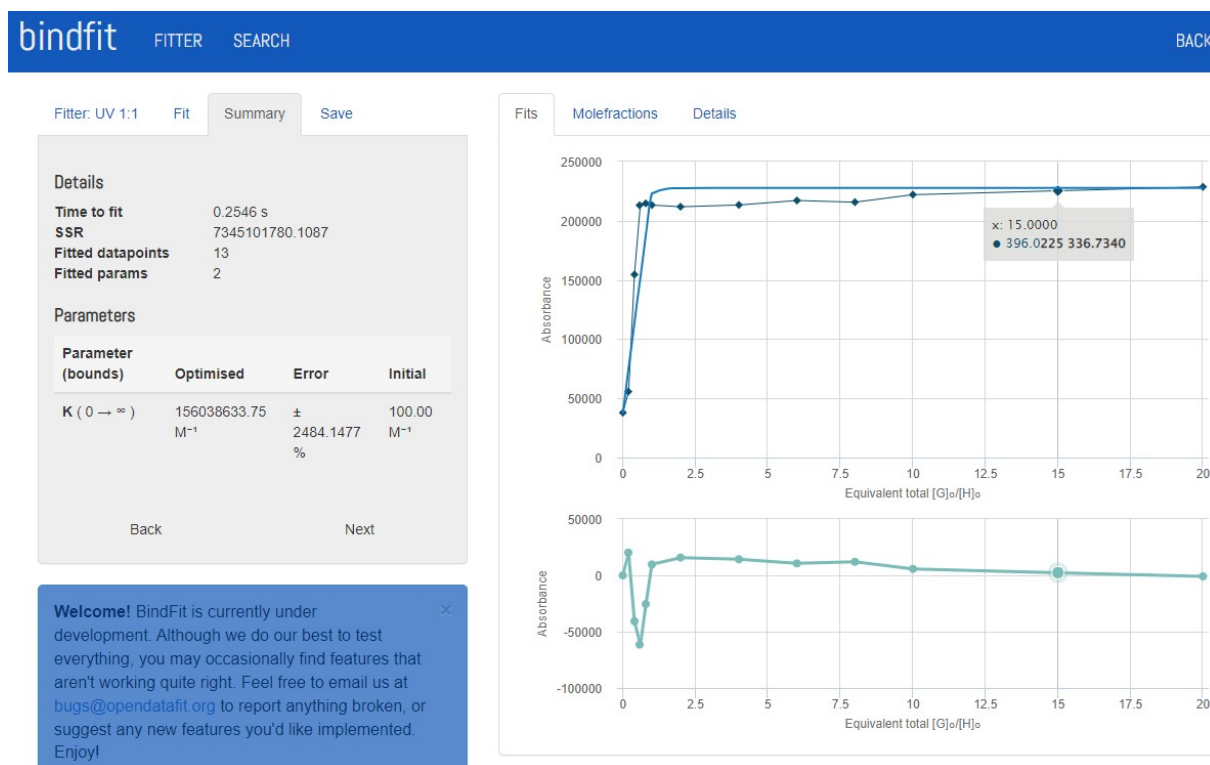 bindfit FITTER SEARCH BACK
Fitter: UV 1:1 Fit Summary Save
Details
Time to fit 0.2546 s
SSR 7345101780.1087
Fitted datapoints 13
Fitted params 2
Parameters
Parameter
(bounds) Optimised Error Initial
K ( 0 → ∞ ) 156038633.75 ± 100.00
M⁻¹ 2484.1477 M⁻¹
%
Back Next
Welcome! BindFit is currently under ×
development. Although we do our best to test
everything, you may occasionally find features that
aren't working quite right. Feel free to email us at
bugs@opendatafit.org to report anything broken, or
suggest any new features you'd like implemented.
Enjoy!
Fits Molefractions Details
250000
200000
150000
100000
50000
0
Absorbance
x: 15.0000
● 396.0225 336.7340
0 2.5 5 7.5 10 12.5 15 17.5 20
Equivalent total [G]₀/[H]₀
50000
0
-50000
-100000
Absorbance
0 2.5 5 7.5 10 12.5 15 17.5 20
Equivalent total [G]₀/[H]₀